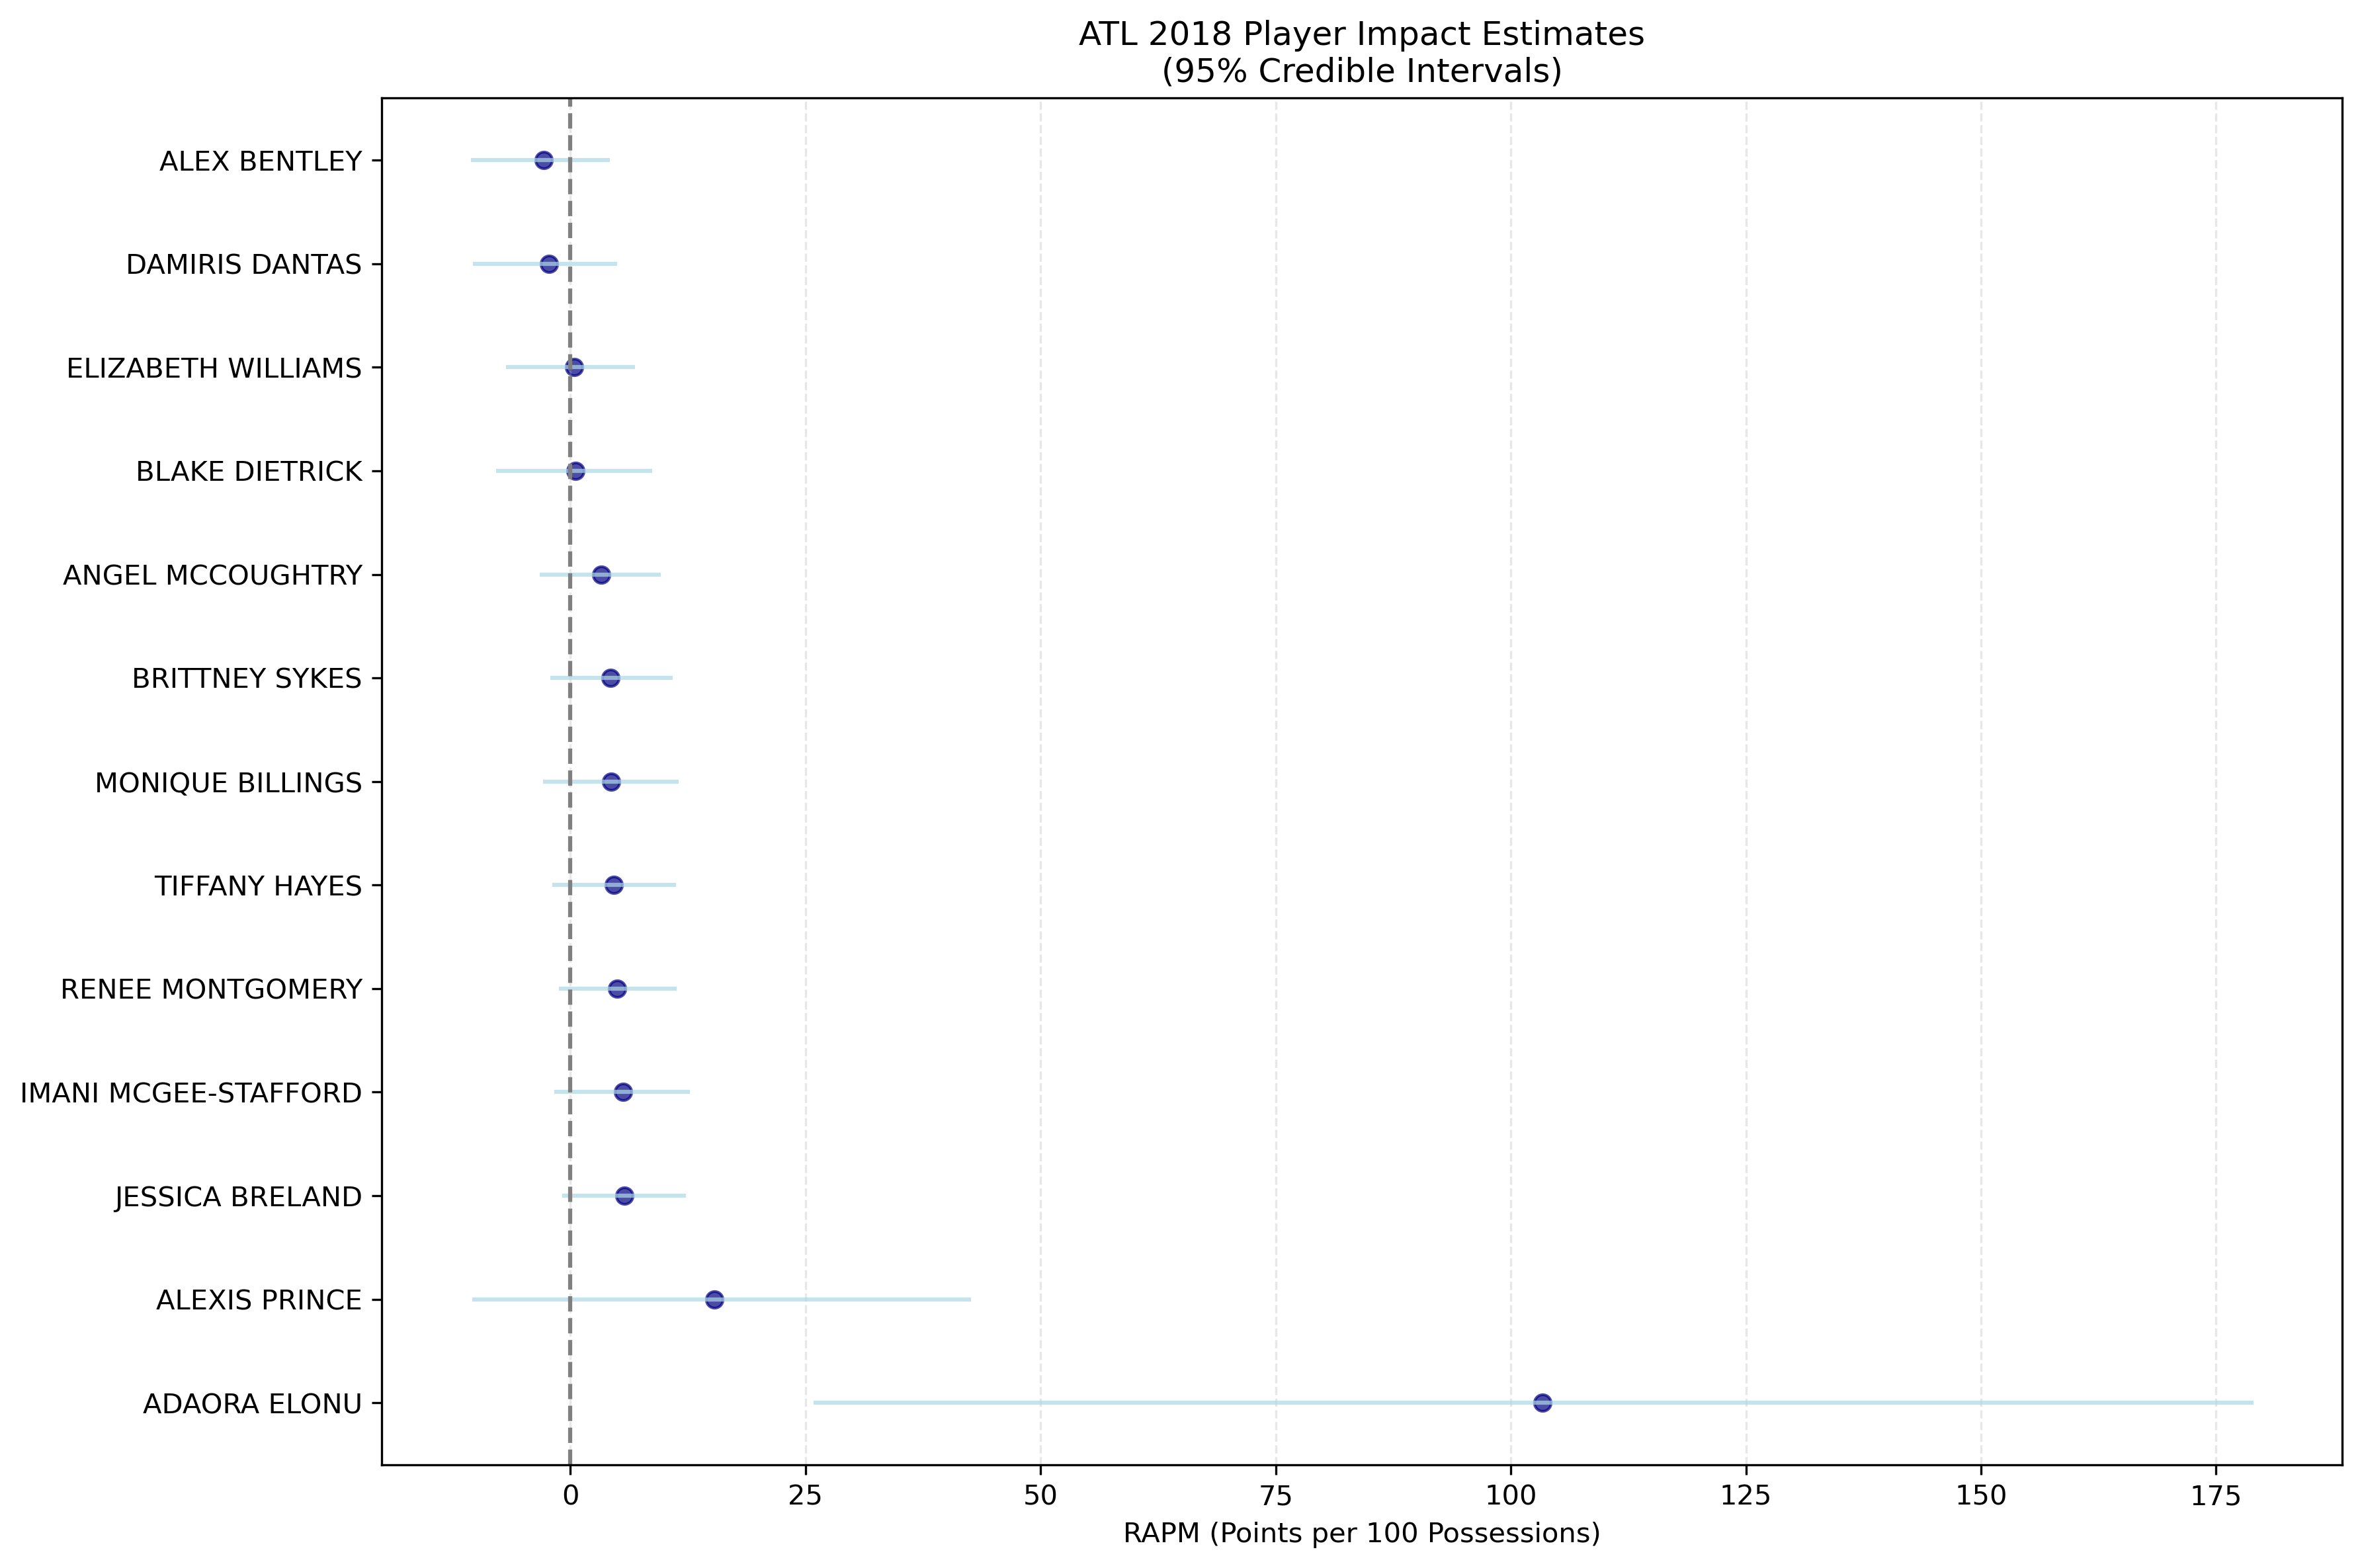 ATL 2018 Player Impact Estimates
(95% Credible Intervals)
ALEX BENTLEY
DAMIRIS DANTAS
ELIZABETH WILLIAMS
BLAKE DIETRICK
ANGEL MCCOUGHTRY
BRITTNEY SYKES
MONIQUE BILLINGS
TIFFANY HAYES
RENEE MONTGOMERY
IMANI MCGEE-STAFFORD
JESSICA BRELAND
ALEXIS PRINCE
ADAORA ELONU
0 25 50 75 100 125 150 175
RAPM (Points per 100 Possessions)